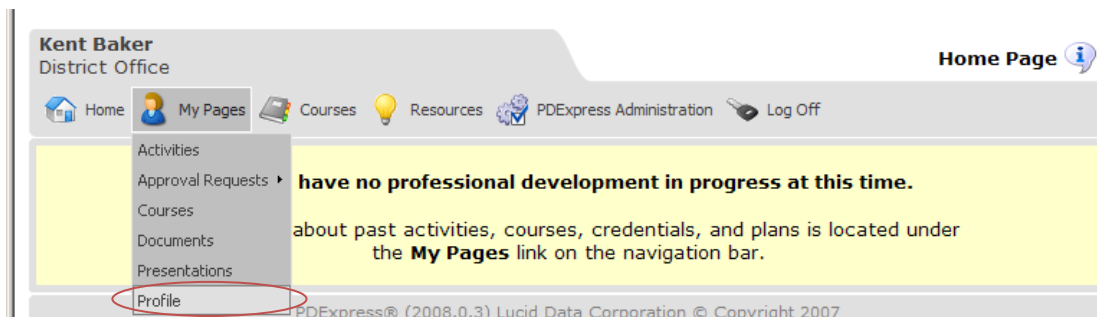 Kent Baker
District Office
Home Page
Home My Pages Courses Resources PDExpress Administration Log Off
Activities
Approval Requests
Courses
Documents
Presentations
Profile
have no professional development in progress at this time.
about past activities, courses, credentials, and plans is located under
the My Pages link on the navigation bar.
PDExpress® (2008.0.3) Lucid Data Corporation © Copyright 2007